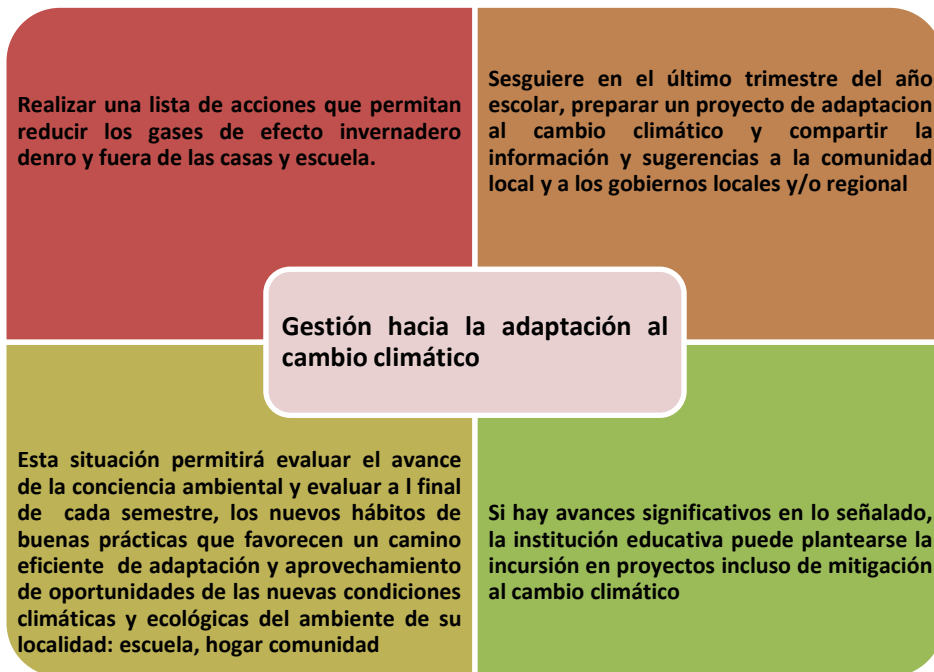 Realizar una lista de acciones que permitan
reducir los gases de efecto invernadero
denro y fuera de las casas y escuela.
Sesguiere en el último trimestre del año
escolar, preparar un proyecto de adaptacion
al cambio climático y compartir la
información y sugerencias a la comunidad
local y a los gobiernos locales y/o regional
Gestión hacia la adaptación al
cambio climático
Esta situación permitirá evaluar el avance
de la conciencia ambiental y evaluar a l final
de cada semestre, los nuevos hábitos de
buenas prácticas que favorecen un camino
eficiente de adaptación y aprovechamiento
de oportunidades de las nuevas condiciones
climáticas y ecológicas del ambiente de su
localidad: escuela, hogar comunidad
Si hay avances significativos en lo señalado,
la institución educativa puede plantearse la
incursión en proyectos incluso de mitigación
al cambio climático